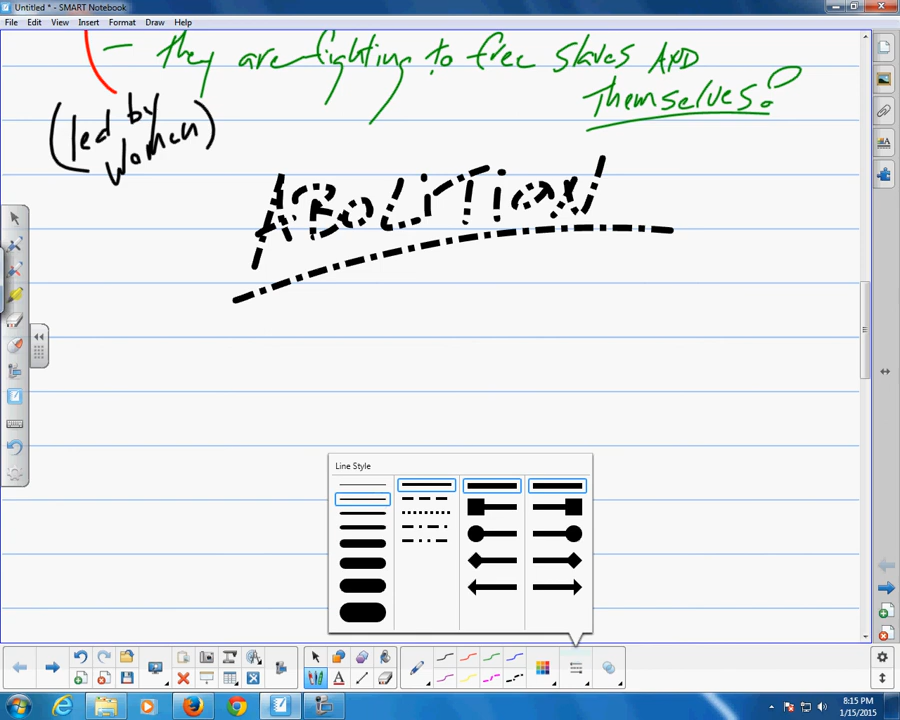 Untitled * - SMART Notebook
File Edit View Insert Format Draw Help
- they are fighting to free slaves AND
themselves?
(led by
women)
ABOLITION
Line Style
A
8:15 PM
1/15/2015